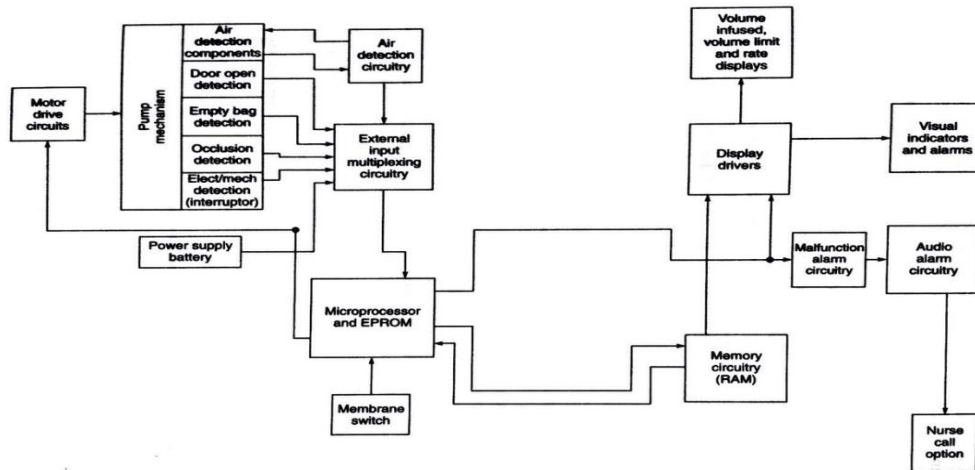 Air
detection
components
Air
detection
circuitry
Door open
detection
Motor
drive
circuits
Pump
mechanism
Empty bag
detection
External
input
multiplexing
circuitry
Occlusion
detection
Elect/mech
detection
(interruptor)
Power supply
battery
Microprocessor
and EPROM
Membrane
switch
Volume
infused,
volume limit
and rate
displays
Display
drivers
Visual
indicators
and alarms
Malfunction
alarm
circuitry
Audio
alarm
circuitry
Memory
circuitry
(RAM)
Nurse
call
option